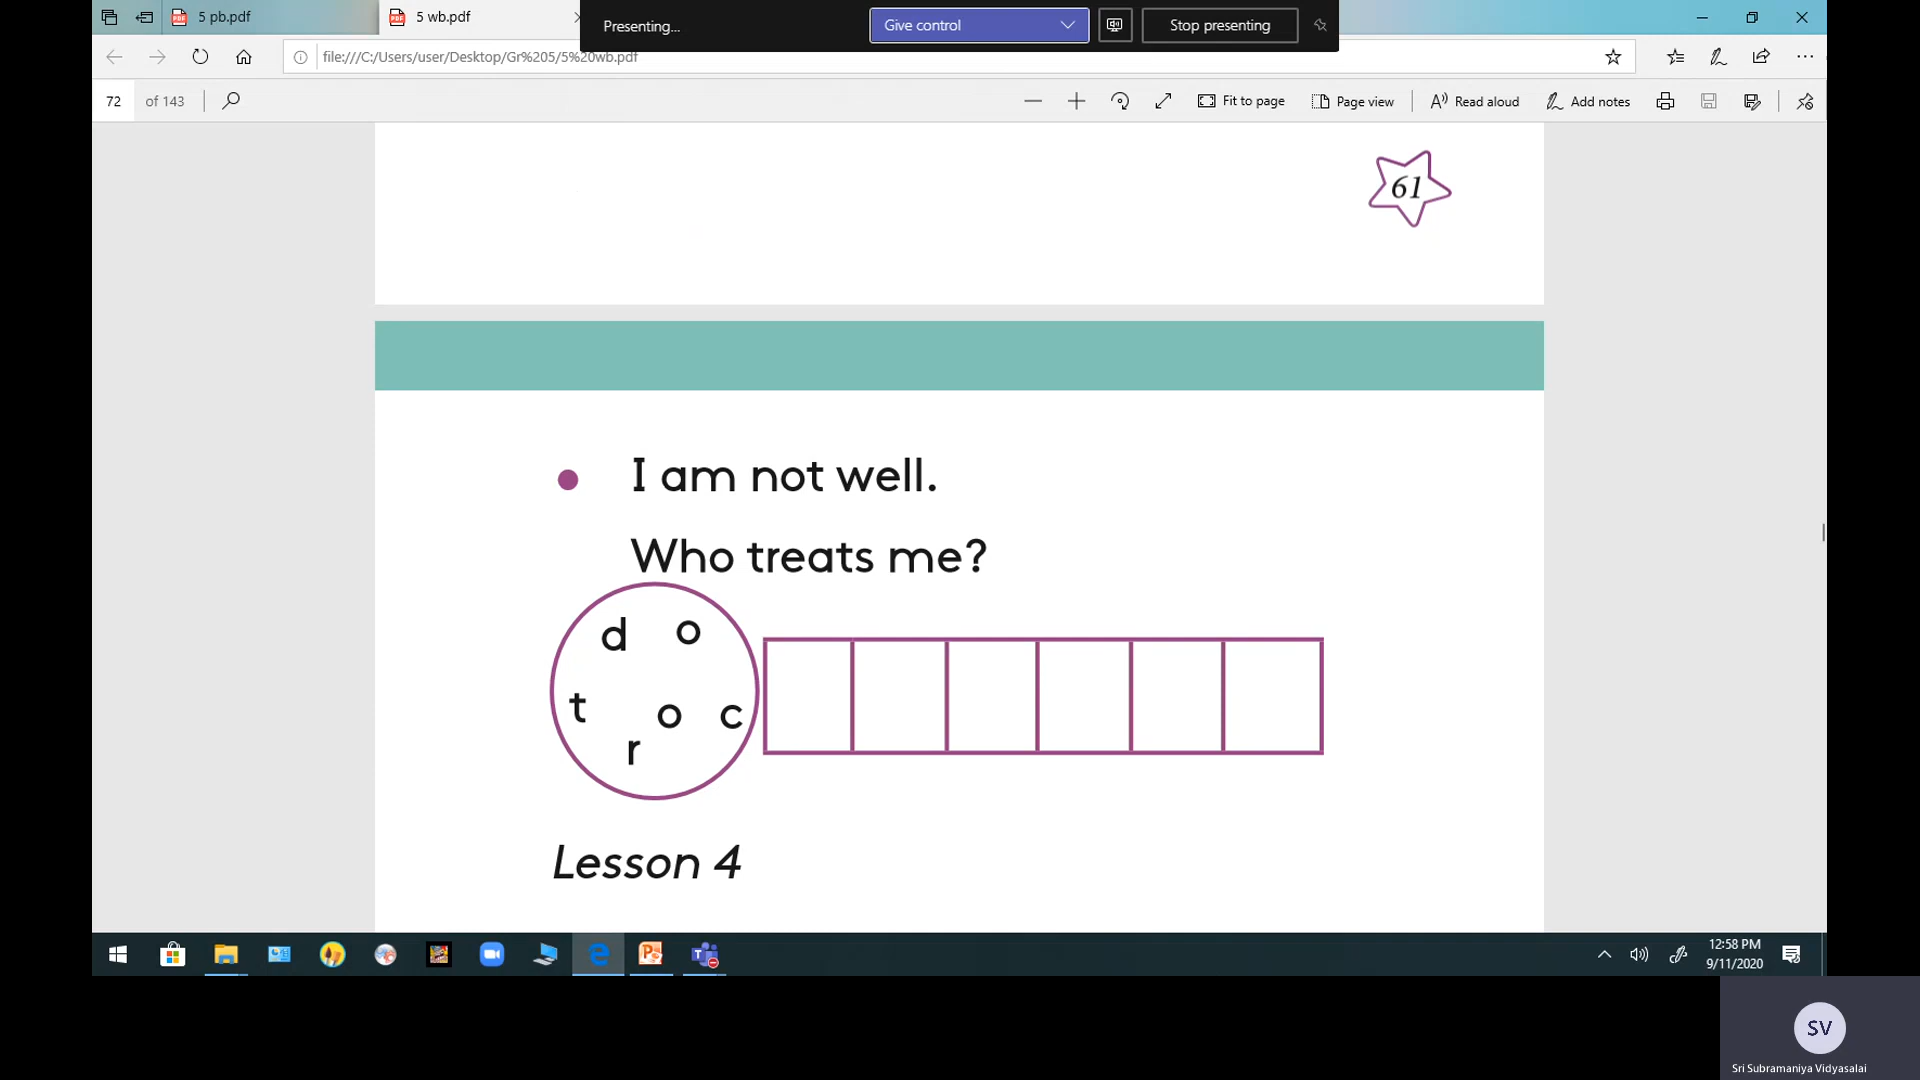 5 pb.pdf
5 wb.pdf
Presenting...
Give control
Stop presenting
file:///C:/Users/user/Desktop/Gr%205/5%20wb.pdf
72 of 143
Fit to page
Page view
Read aloud
Add notes
61
I am not well.
Who treats me?
d o
t o c
r
Lesson 4
12:58 PM
9/11/2020
SV
Sri Subramaniya Vidyasalai